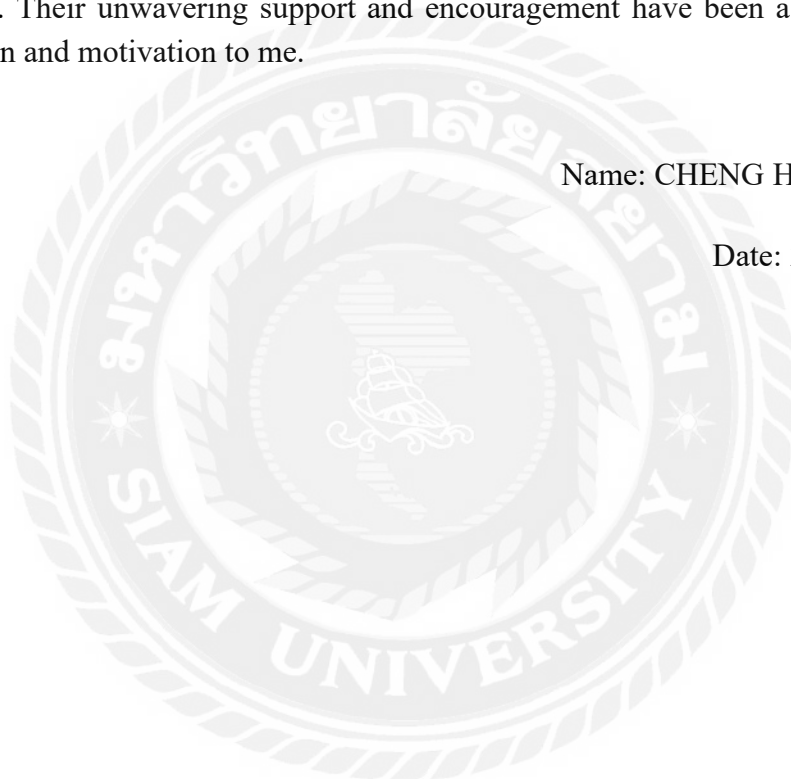 . Their unwavering support and encouragement have been a
n and motivation to me.
Name: CHENG H
Date:
มหาวิทยาลัยสยาม
SIAM UNIVERSITY